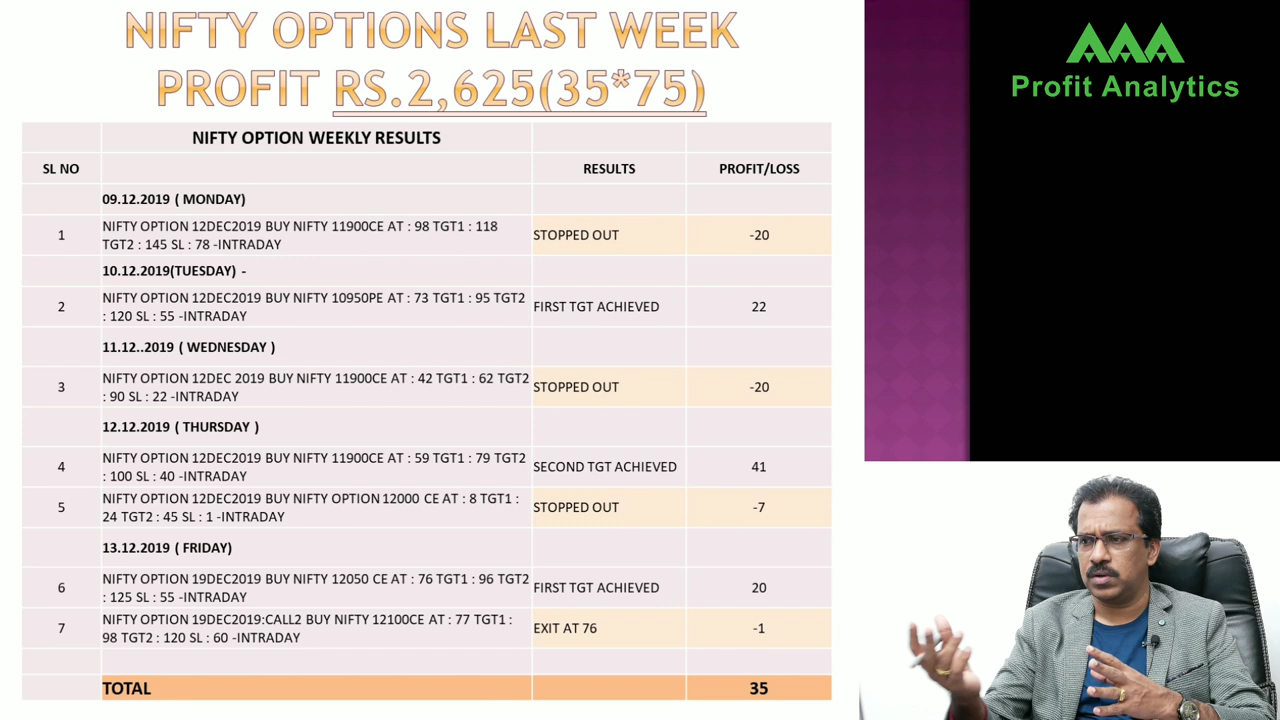 NIFTY OPTIONS LAST WEEK
PROFIT RS.2,625(35*75)
AAA
Profit Analytics
NIFTY OPTION WEEKLY RESULTS
SL NO RESULTS PROFIT/LOSS
09.12.2019 ( MONDAY)
1 NIFTY OPTION 12DEC2019 BUY NIFTY 11900CE AT : 98 TGT1 : 118
TGT2 : 145 SL : 78 -INTRADAY STOPPED OUT -20
10.12.2019(TUESDAY) -
2 NIFTY OPTION 12DEC2019 BUY NIFTY 10950PE AT : 73 TGT1 : 95 TGT2
: 120 SL : 55 -INTRADAY FIRST TGT ACHIEVED 22
11.12..2019 ( WEDNESDAY )
3 NIFTY OPTION 12DEC 2019 BUY NIFTY 11900CE AT : 42 TGT1 : 62 TGT2
: 90 SL : 22 -INTRADAY STOPPED OUT -20
12.12.2019 ( THURSDAY )
4 NIFTY OPTION 12DEC2019 BUY NIFTY 11900CE AT : 59 TGT1 : 79 TGT2
: 100 SL : 40 -INTRADAY SECOND TGT ACHIEVED 41
5 NIFTY OPTION 12DEC2019 BUY NIFTY OPTION 12000 CE AT : 8 TGT1 :
24 TGT2 : 45 SL : 1 -INTRADAY STOPPED OUT -7
13.12.2019 ( FRIDAY)
6 NIFTY OPTION 19DEC2019 BUY NIFTY 12050 CE AT : 76 TGT1 : 96 TGT2
: 125 SL : 55 -INTRADAY FIRST TGT ACHIEVED 20
7 NIFTY OPTION 19DEC2019:CALL2 BUY NIFTY 12100CE AT : 77 TGT1 :
98 TGT2 : 120 SL : 60 -INTRADAY EXIT AT 76 -1
TOTAL 35